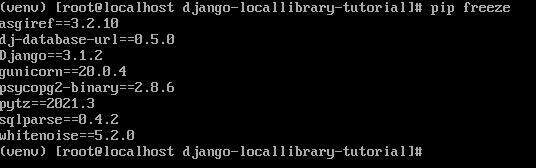 (venv) [root@localhost django-locallibrary-tutorial]# pip freeze
asgiref==3.2.10
dj-database-url==0.5.0
Django==3.1.2
gunicorn==20.0.4
psycopg2-binary==2.8.6
pytz==2021.3
sqlparse==0.4.2
whitenoise==5.2.0
(venv) [root@localhost django-locallibrary-tutorial]#